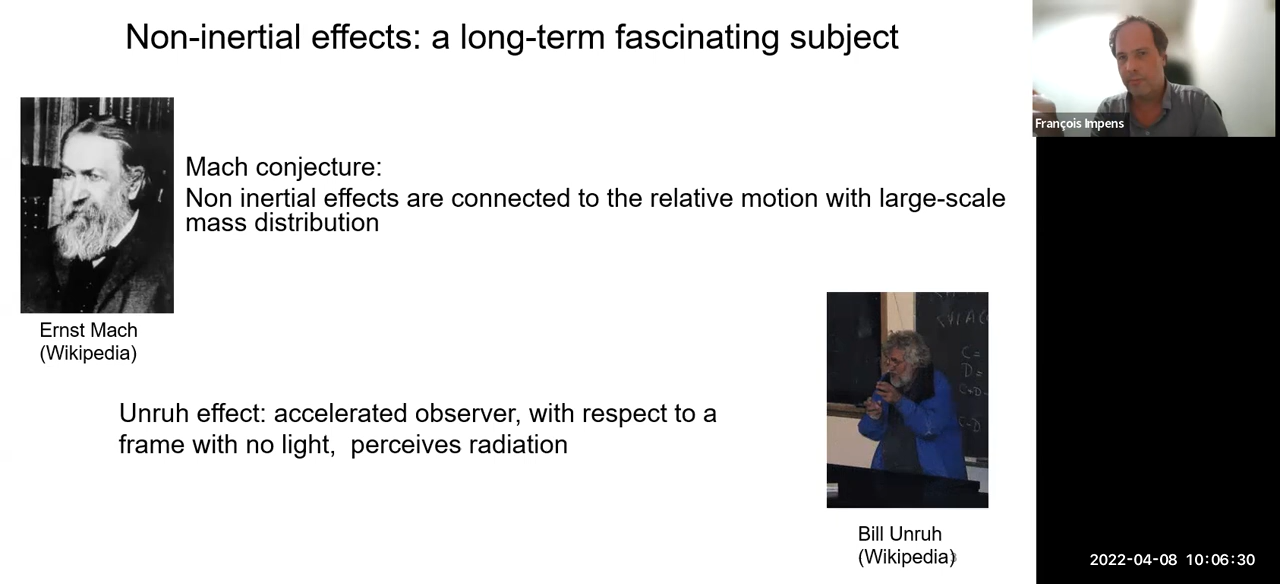 Non-inertial effects: a long-term fascinating subject
François Impens
Mach conjecture:
Non inertial effects are connected to the relative motion with large-scale
mass distribution
Ernst Mach
(Wikipedia)
Unruh effect: accelerated observer, with respect to a
frame with no light,  perceives radiation
C=
D=
C+D-
C-D
Bill Unruh
(Wikipedia)
2022-04-08 10:06:30